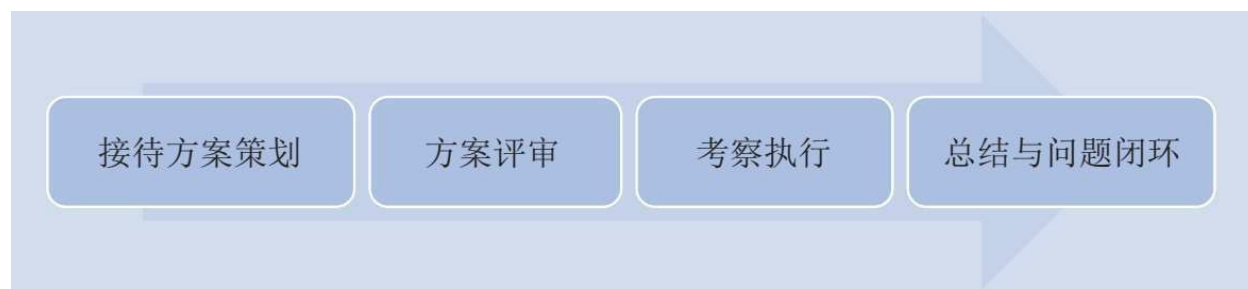 接待方案策划
方案评审
考察执行
总结与问题闭环